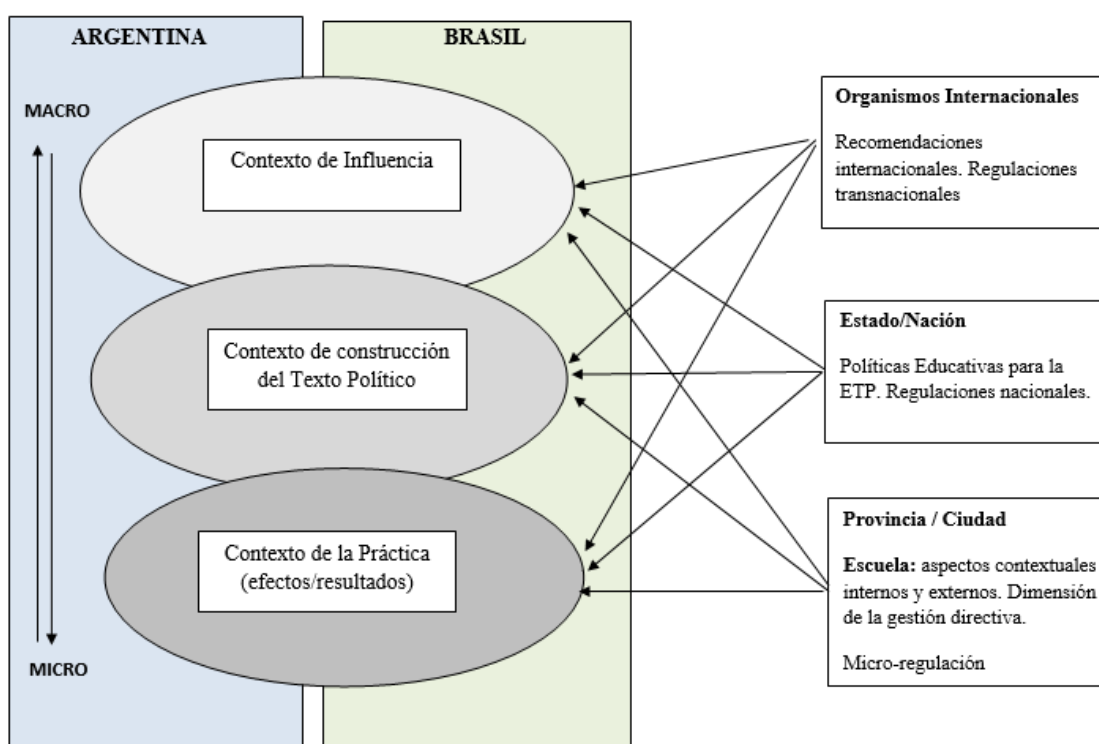 ARGENTINA
BRASIL
MACRO
Contexto de Influencia
Contexto de construcción
del Texto Político
Contexto de la Práctica
(efectos/resultados)
MICRO
Organismos Internacionales
Recomendaciones
internacionales. Regulaciones
transnacionales
Estado/Nación
Políticas Educativas para la
ETP. Regulaciones nacionales.
Provincia / Ciudad
Escuela: aspectos contextuales
internos y externos. Dimensión
de la gestión directiva.
Micro-regulación